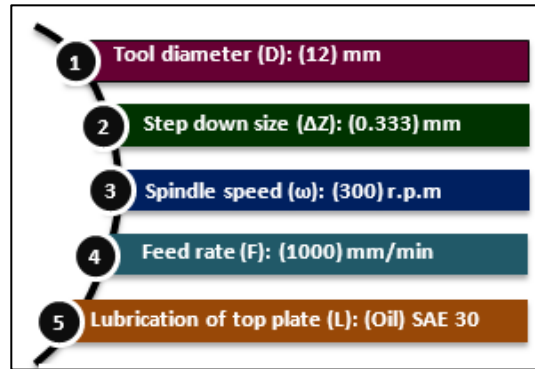 1 Tool diameter (D): (12) mm
2 Step down size (ΔZ): (0.333) mm
3 Spindle speed (ω): (300) r.p.m
4 Feed rate (F): (1000) mm/min
5 Lubrication of top plate (L): (Oil) SAE 30